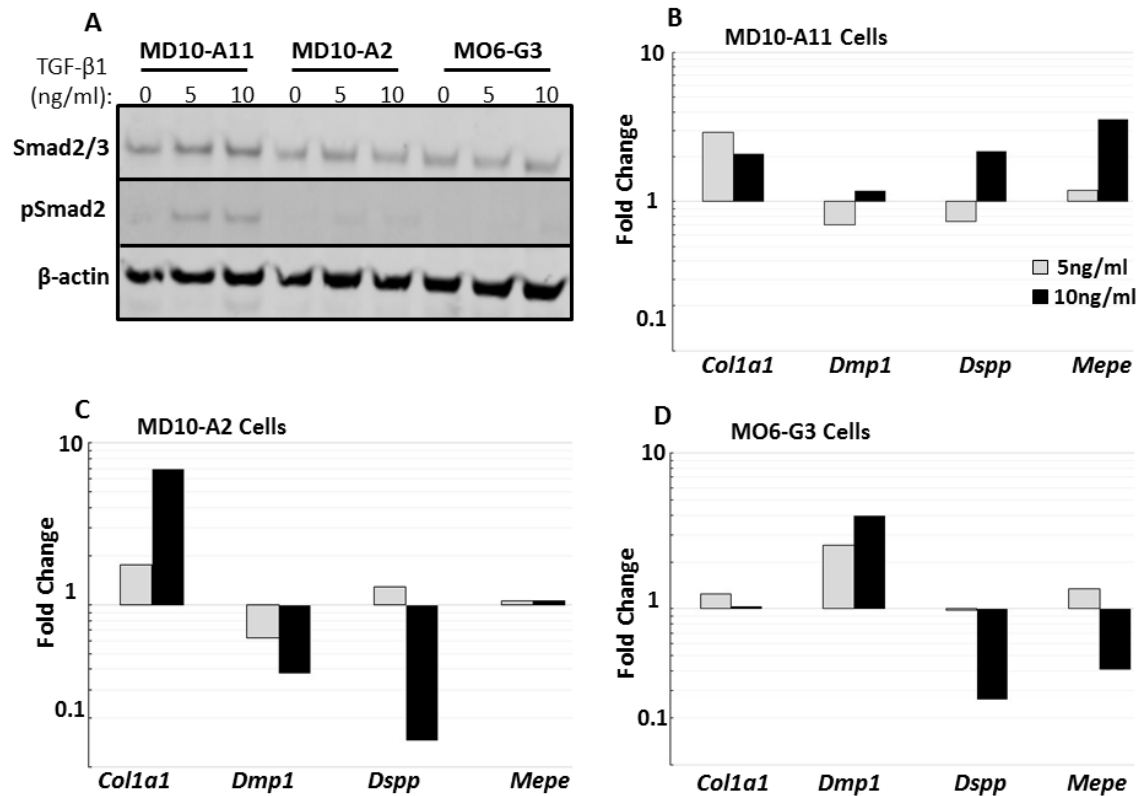 A
MD10-A11 MD10-A2 MO6-G3
TGF-β1
(ng/ml): 0 5 10 0 5 10 0 5 10
Smad2/3
pSmad2
β-actin
B
MD10-A11 Cells
Fold Change
10
1
0.1
5ng/ml
10ng/ml
Col1a1 Dmp1 Dspp Mepe
C
MD10-A2 Cells
Fold Change
10
1
0.1
Col1a1 Dmp1 Dspp Mepe
D
MO6-G3 Cells
Fold Change
10
1
0.1
Col1a1 Dmp1 Dspp Mepe